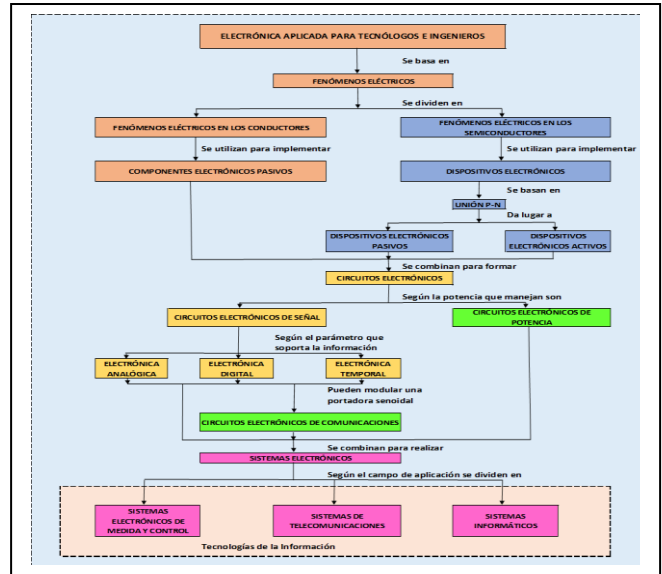 ELECTRÓNICA APLICADA PARA TECNÓLOGOS E INGENIEROS
Se basa en
FENÓMENOS ELÉCTRICOS
Se dividen en
FENÓMENOS ELÉCTRICOS EN LOS CONDUCTORES
FENÓMENOS ELÉCTRICOS EN LOS
SEMICONDUCTORES
Se utilizan para implementar
Se utilizan para implementar
COMPONENTES ELECTRÓNICOS PASIVOS
DISPOSITIVOS ELECTRÓNICOS
Se basan en
UNIÓN P-N
Da lugar a
DISPOSITIVOS ELECTRÓNICOS
PASIVOS
DISPOSITIVOS
ELECTRÓNICOS ACTIVOS
Se combinan para formar
CIRCUITOS ELECTRÓNICOS
Según la potencia que manejan son
CIRCUITOS ELECTRÓNICOS DE SEÑAL
CIRCUITOS ELECTRÓNICOS DE
POTENCIA
Según el parámetro que
soporta la información
ELECTRÓNICA
ANALÓGICA
ELECTRÓNICA
DIGITAL
ELECTRÓNICA
TEMPORAL
Pueden modular una
portadora senoidal
CIRCUITOS ELECTRÓNICOS DE COMUNICACIONES
Se combinan para realizar
SISTEMAS ELECTRÓNICOS
Según el campo de aplicación se dividen en
SISTEMAS
ELECTRÓNICOS DE
MEDIDA Y CONTROL
SISTEMAS DE
TELECOMUNICACIONES
SISTEMAS
INFORMÁTICOS
Tecnologías de la Información